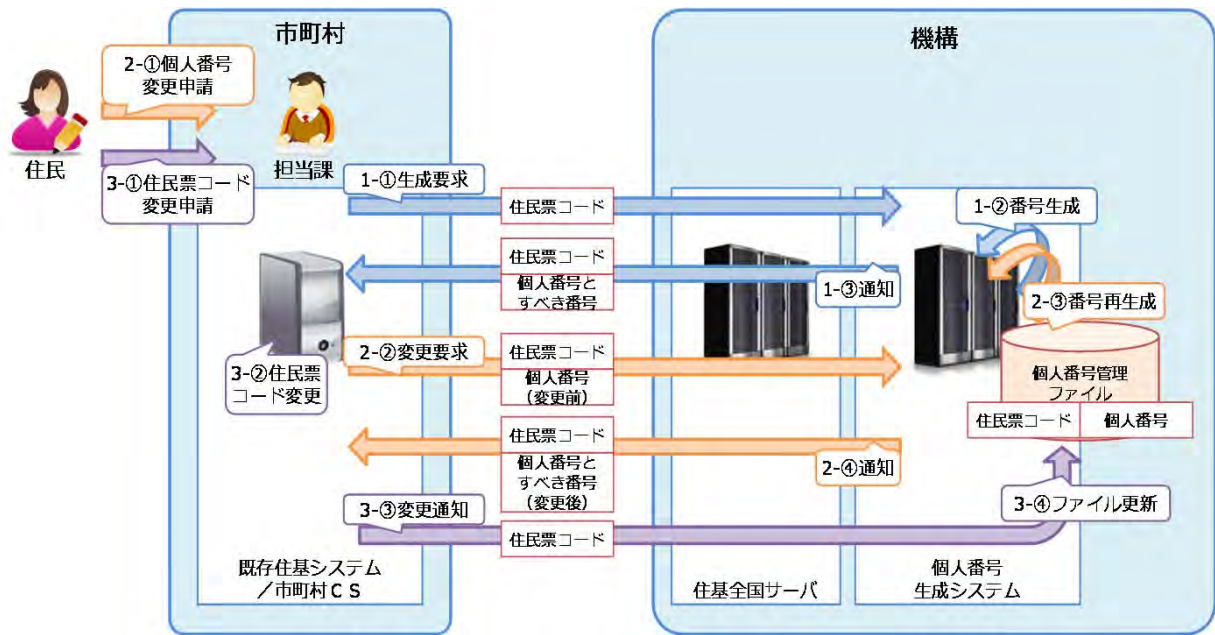 市町村
機構
2-①個人番号
変更申請
住民
3-①住民票コード
変更申請
担当課
1-①生成要求
住民票コード
1-②番号生成
住民票コード
個人番号と
すべき番号
1-③通知
2-③番号再生成
2-②変更要求
住民票コード
個人番号
（変更前）
3-②住民票
コード変更
個人番号管理
ファイル
住民票コード
個人番号
住民票コード
個人番号と
すべき番号
（変更後）
2-④通知
3-③変更通知
住民票コード
3-④ファイル更新
既存住基システム
／市町村ＣＳ
住基全国サーバ
個人番号
生成システム